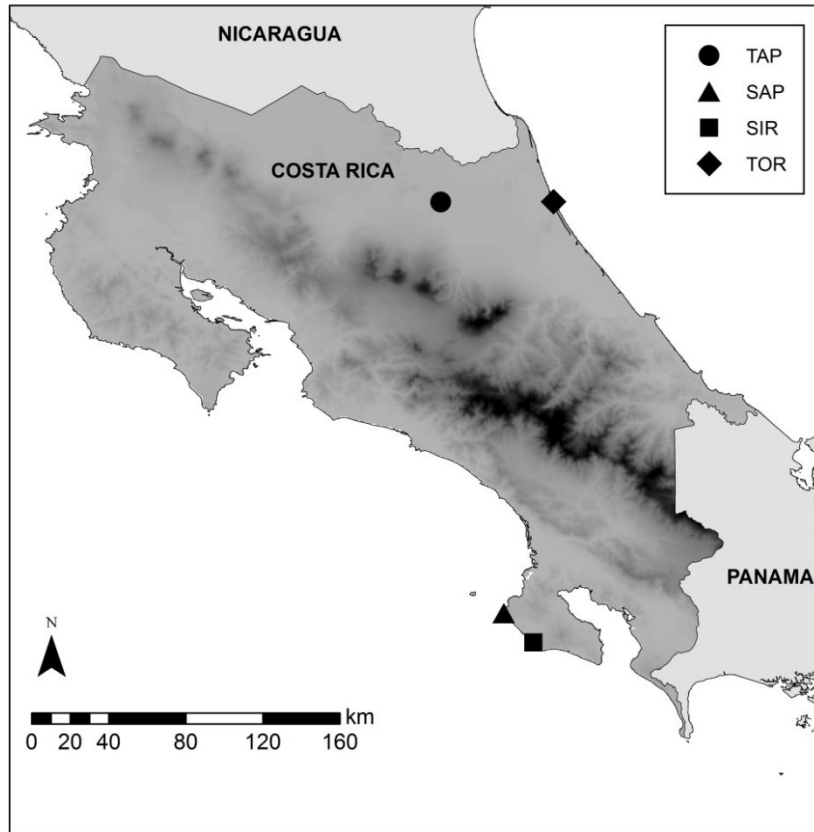 NICARAGUA
TAP
SAP
SIR
TOR
COSTA RICA
PANAMA
N
km
0 20 40 80 120 160